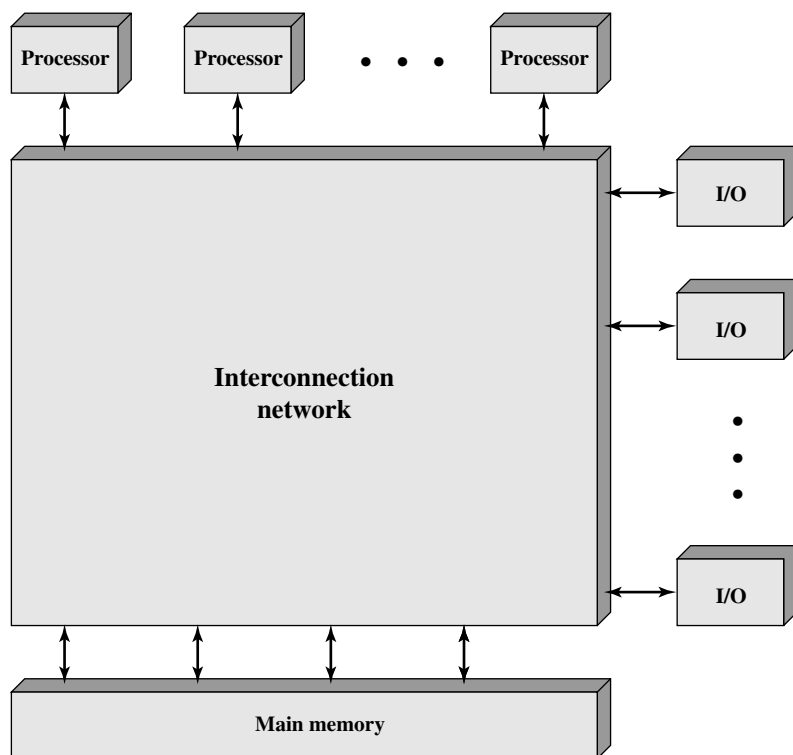 Processor
Processor
Processor
I/O
I/O
Interconnection
network
I/O
Main memory